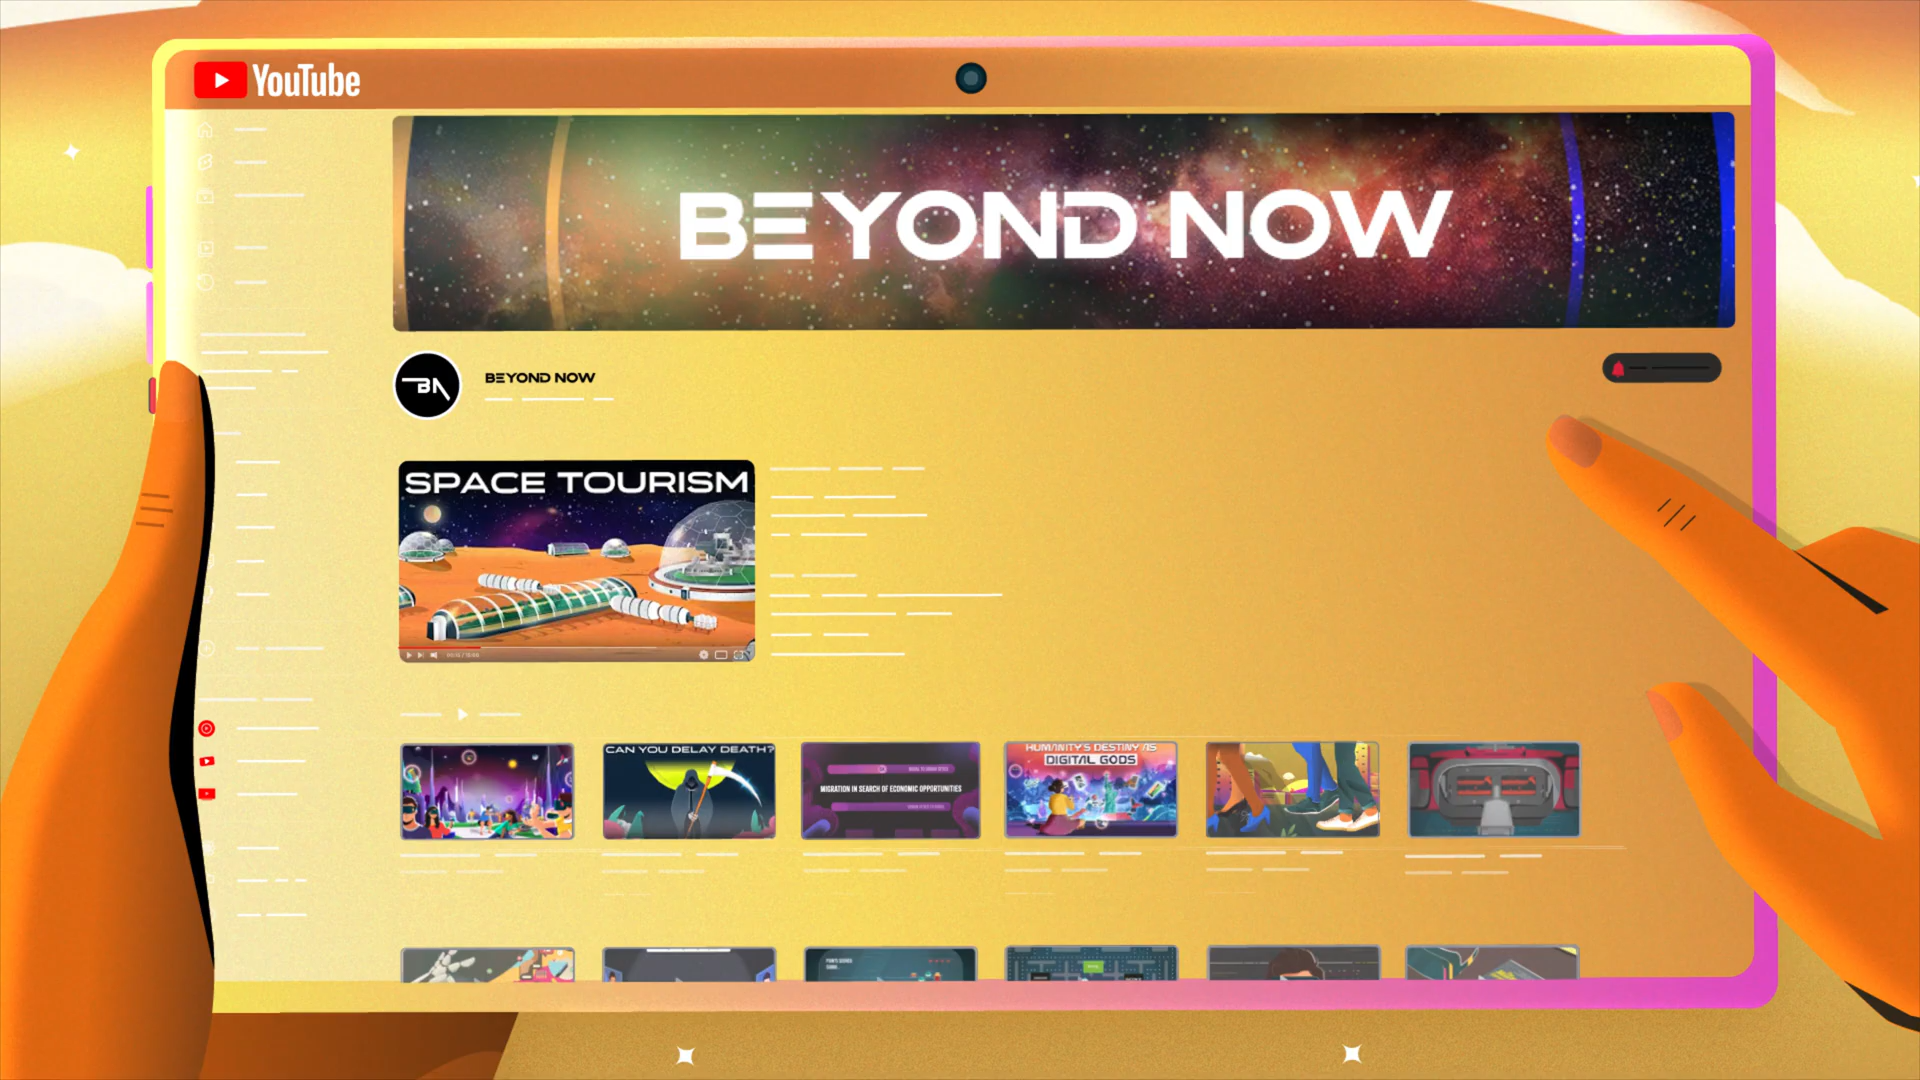 YouTube
BEYOND NOW
BEYOND NOW
SPACE TOURISM
CAN YOU DELAY DEATH?
MIGRATION IN SEARCH OF ECONOMIC OPPORTUNITIES
HUMANITY'S DESTINY AS
DIGITAL GODS